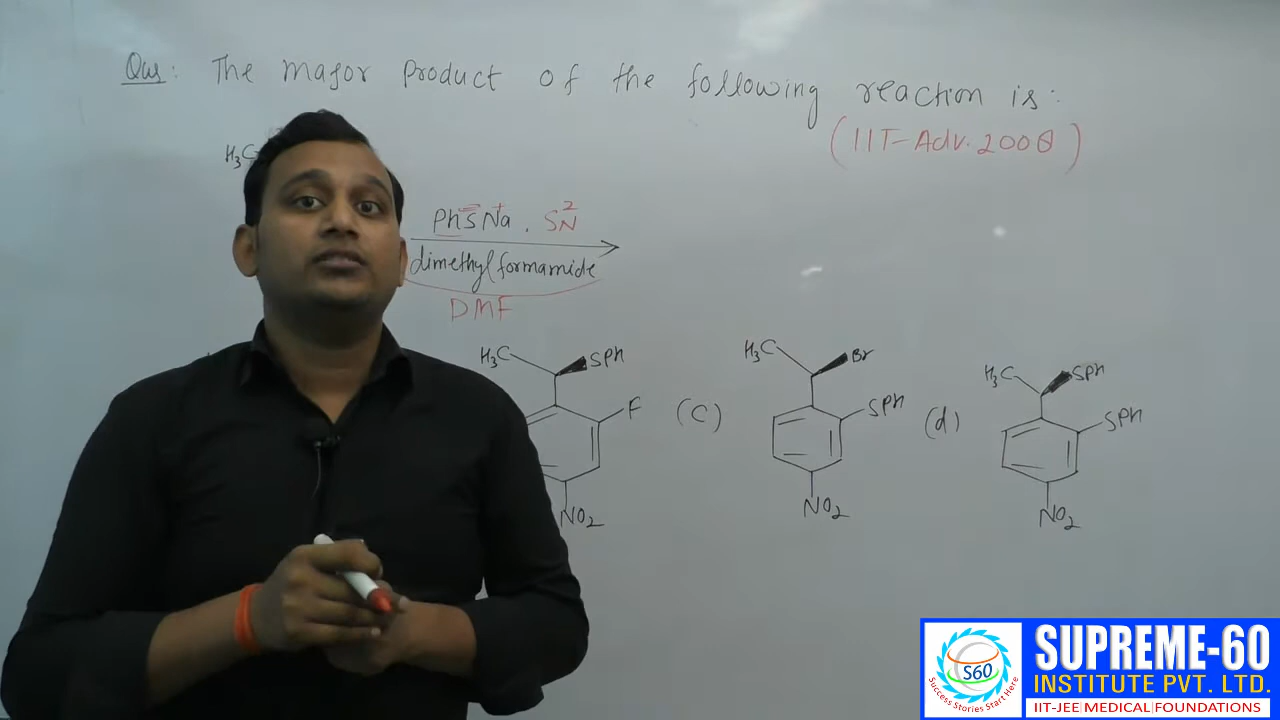 Qus: The major product of the following reaction is:
(IIT-Adv. 2008)
H₃C
PhS̄ Na⁺. SN²
dimethyl formamide
DMF
H₃C SPh
F
NO₂
(C)
H₃C Br
SPh
NO₂
(d)
H₃C SPh
SPh
NO₂
S60
Success Stories Start Here
SUPREME-60
INSTITUTE PVT. LTD.
IIT-JEE | MEDICAL | FOUNDATIONS